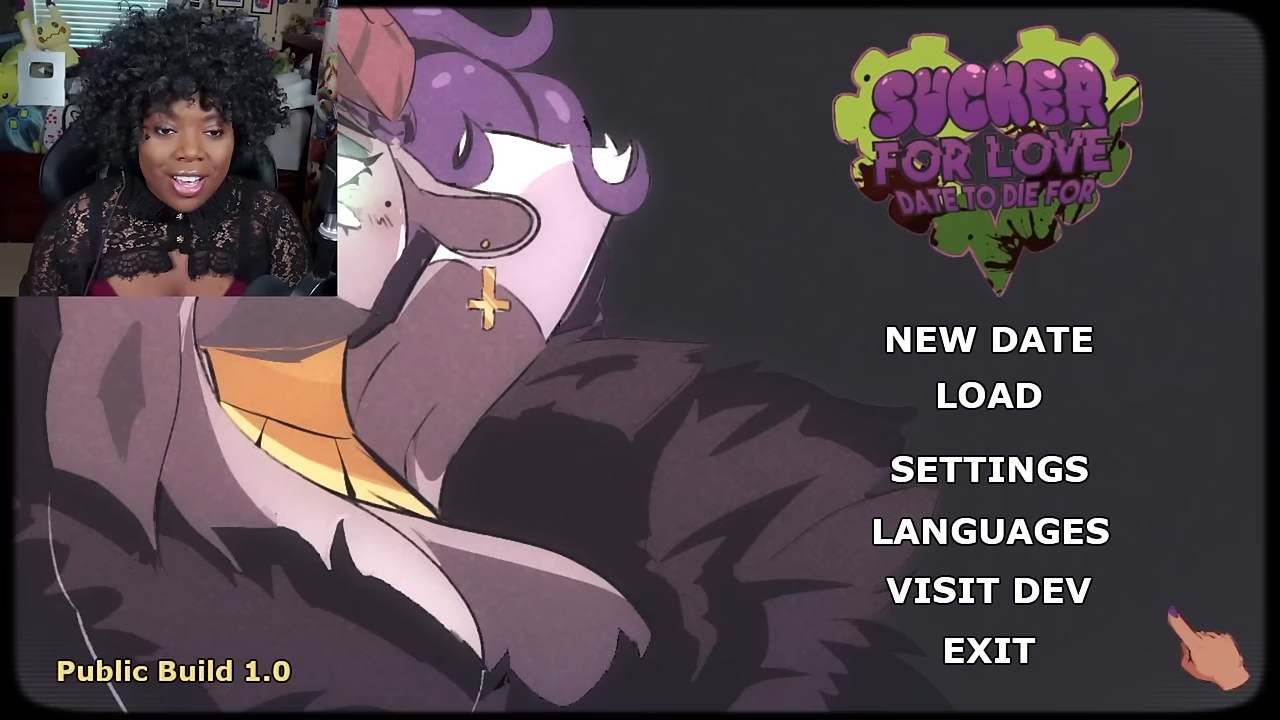 SUCKER
FOR LOVE
DATE TO DIE FOR
NEW DATE
LOAD
SETTINGS
LANGUAGES
VISIT DEV
EXIT
Public Build 1.0